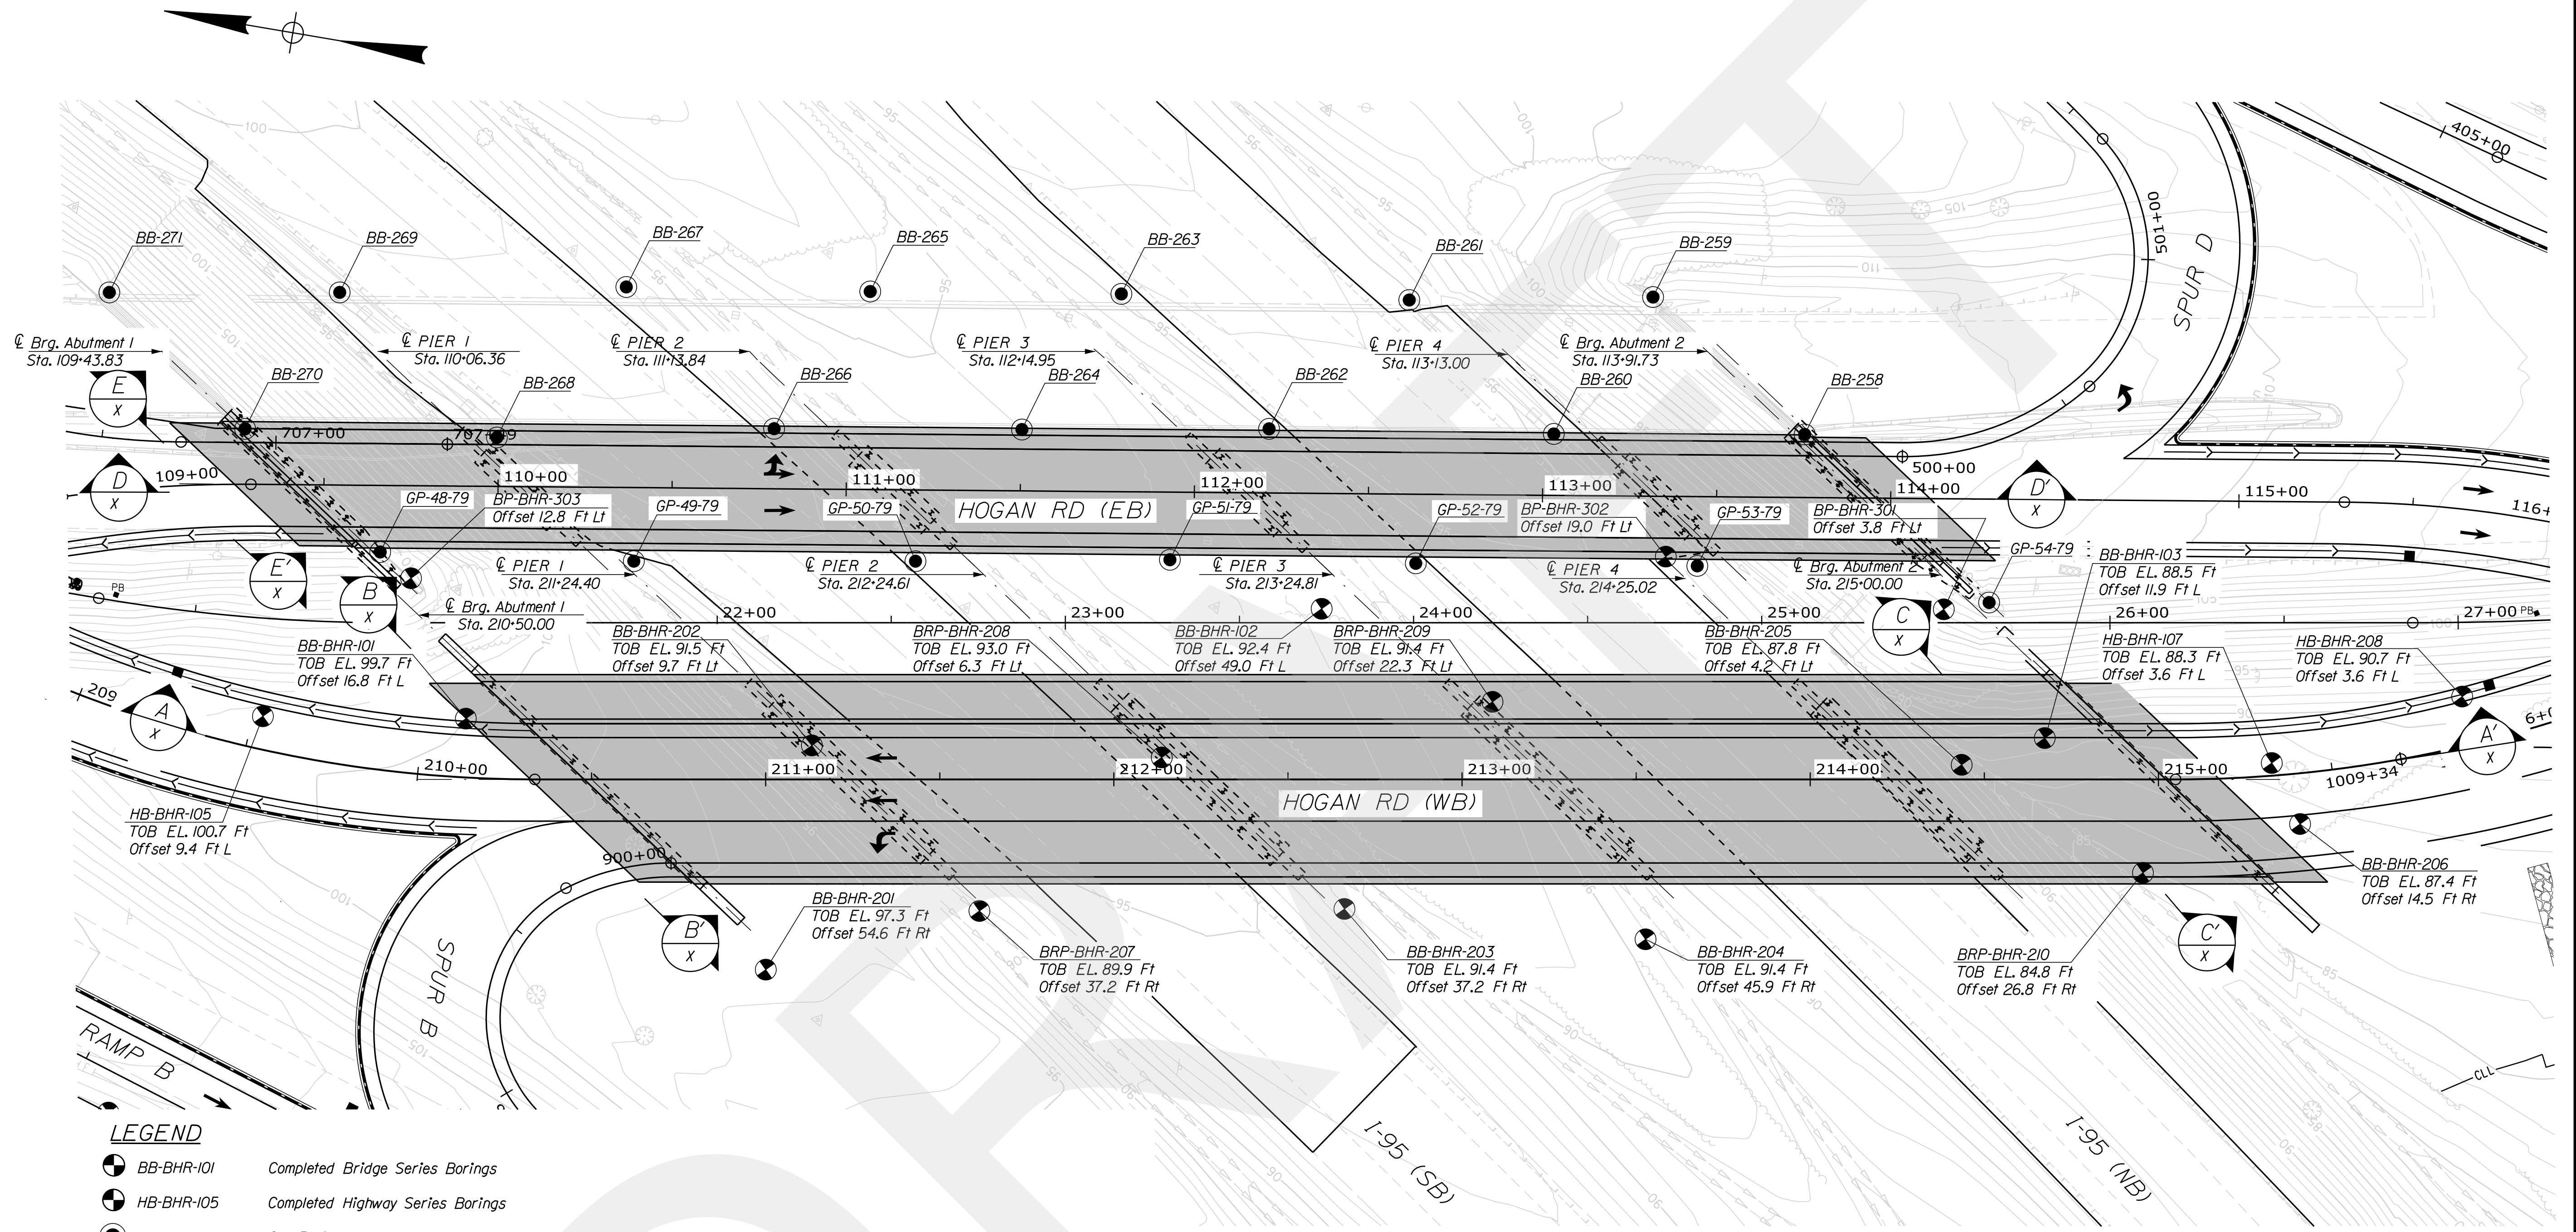 405+00
501+00
SPUR D
BB-271
BB-269
BB-267
BB-265
BB-263
BB-261
BB-259
℄ Brg. Abutment 1
Sta. 109+43.83
℄ PIER 1
Sta. 110+06.36
℄ PIER 2
Sta. 111+13.84
℄ PIER 3
Sta. 112+14.95
℄ PIER 4
Sta. 113+13.00
℄ Brg. Abutment 2
Sta. 113+91.73
E
X
BB-270
BB-268
BB-266
BB-264
BB-262
BB-260
BB-258
707+00
D
X
109+00
110+00
111+00
112+00
113+00
114+00
115+00
116+
500+00
D'
X
HOGAN RD (EB)
GP-48-79
BP-BHR-303
Offset 12.8 Ft Lt
GP-49-79
GP-50-79
GP-51-79
GP-52-79
BP-BHR-302
Offset 19.0 Ft Lt
GP-53-79
BP-BHR-301
Offset 3.8 Ft Lt
GP-54-79
BB-BHR-103
TOB EL. 88.5 Ft
Offset 11.9 Ft L
E'
X
B
X
PB
℄ PIER 1
Sta. 211+24.40
℄ PIER 2
Sta. 212+24.61
℄ PIER 3
Sta. 213+24.81
℄ PIER 4
Sta. 214+25.02
℄ Brg. Abutment 2
Sta. 215+00.00
℄ Brg. Abutment 1
Sta. 210+50.00
22+00
23+00
24+00
25+00
26+00
27+00
PB
C
X
BB-BHR-101
TOB EL. 99.7 Ft
Offset 16.8 Ft L
BB-BHR-202
TOB EL. 91.5 Ft
Offset 9.7 Ft Lt
BRP-BHR-208
TOB EL. 93.0 Ft
Offset 6.3 Ft Lt
BB-BHR-102
TOB EL. 92.4 Ft
Offset 49.0 Ft L
BRP-BHR-209
TOB EL. 91.4 Ft
Offset 22.3 Ft Lt
BB-BHR-205
TOB EL. 87.8 Ft
Offset 4.2 Ft Lt
HB-BHR-107
TOB EL. 88.3 Ft
Offset 3.6 Ft L
HB-BHR-208
TOB EL. 90.7 Ft
Offset 3.6 Ft L
209
A
X
A'
X
210+00
211+00
212+00
213+00
214+00
215+00
1009+34
HOGAN RD (WB)
HB-BHR-105
TOB EL. 100.7 Ft
Offset 9.4 Ft L
900+00
B'
X
BB-BHR-201
TOB EL. 97.3 Ft
Offset 54.6 Ft Rt
BRP-BHR-207
TOB EL. 89.9 Ft
Offset 37.2 Ft Rt
BB-BHR-203
TOB EL. 91.4 Ft
Offset 37.2 Ft Rt
BB-BHR-204
TOB EL. 91.4 Ft
Offset 45.9 Ft Rt
BRP-BHR-210
TOB EL. 84.8 Ft
Offset 26.8 Ft Rt
BB-BHR-206
TOB EL. 87.4 Ft
Offset 14.5 Ft Rt
C'
X
SPUR B
RAMP B
I-95 (SB)
I-95 (NB)
CLL
LEGEND
BB-BHR-101 Completed Bridge Series Borings
HB-BHR-105 Completed Highway Series Borings